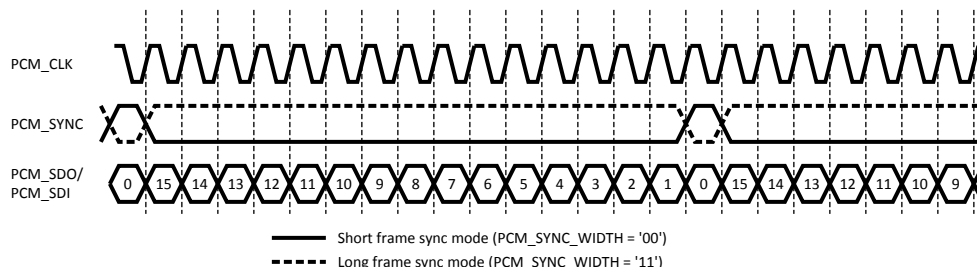 PCM_CLK
PCM_SYNC
PCM_SDO/
PCM_SDI
0 15 14 13 12 11 10 9 8 7 6 5 4 3 2 1 0 15 14 13 12 11 10 9
Short frame sync mode (PCM_SYNC_WIDTH = '00')
Long frame sync mode (PCM_SYNC_WIDTH = '11')